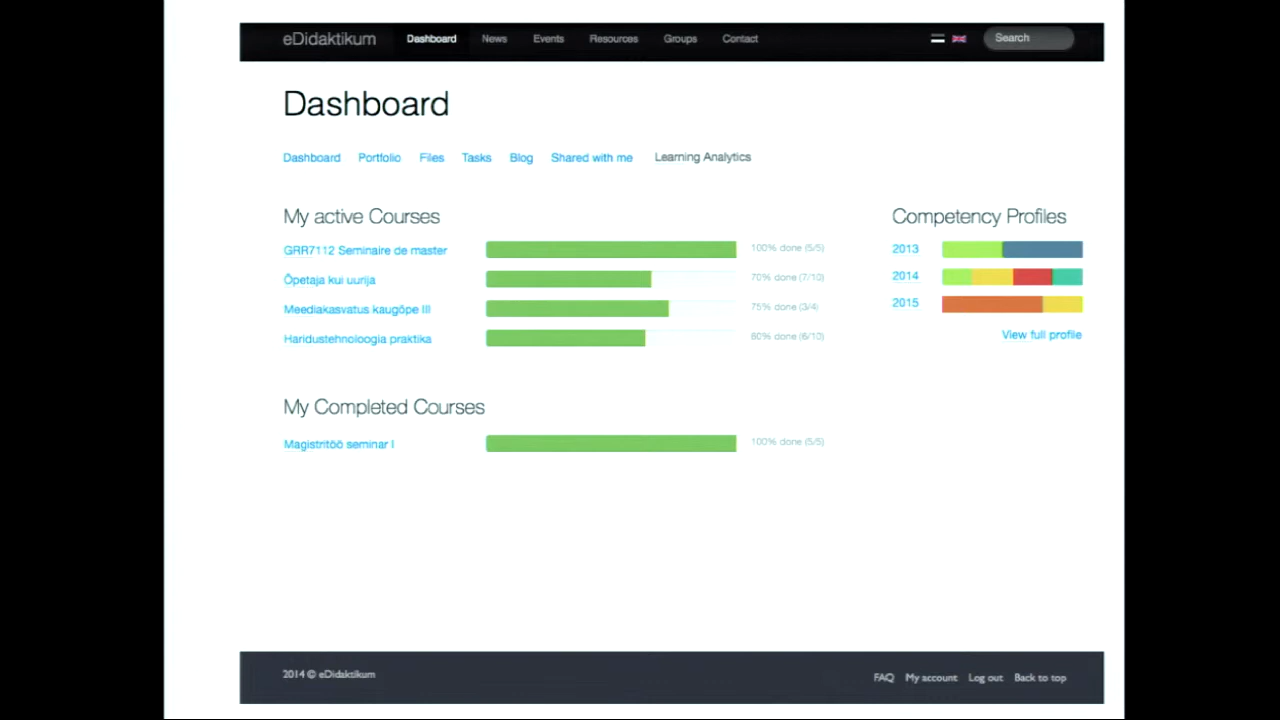 eDidaktikum Dashboard News Events Resources Groups Contact Search
Dashboard
Dashboard Portfolio Files Tasks Blog Shared with me Learning Analytics
My active Courses
GRR7112 Seminaire de master 100% done (5/5)
Õpetaja kui uurija 70% done (7/10)
Meediakasvatus kaugõpe III 75% done (3/4)
Haridustehnoloogia praktika 60% done (6/10)
My Completed Courses
Magistritöö seminar I 100% done (5/5)
Competency Profiles
2013
2014
2015
View full profile
2014 © eDidaktikum FAQ My account Log out Back to top